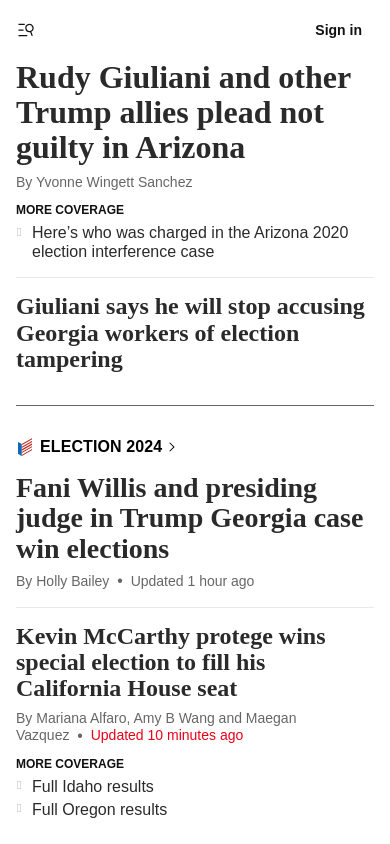 Sign in
Rudy Giuliani and other
Trump allies plead not
guilty in Arizona
By Yvonne Wingett Sanchez
MORE COVERAGE
Here’s who was charged in the Arizona 2020
election interference case
Giuliani says he will stop accusing
Georgia workers of election
tampering
ELECTION 2024
Fani Willis and presiding
judge in Trump Georgia case
win elections
By Holly Bailey • Updated 1 hour ago
Kevin McCarthy protege wins
special election to fill his
California House seat
By Mariana Alfaro, Amy B Wang and Maegan
Vazquez • Updated 10 minutes ago
MORE COVERAGE
Full Idaho results
Full Oregon results